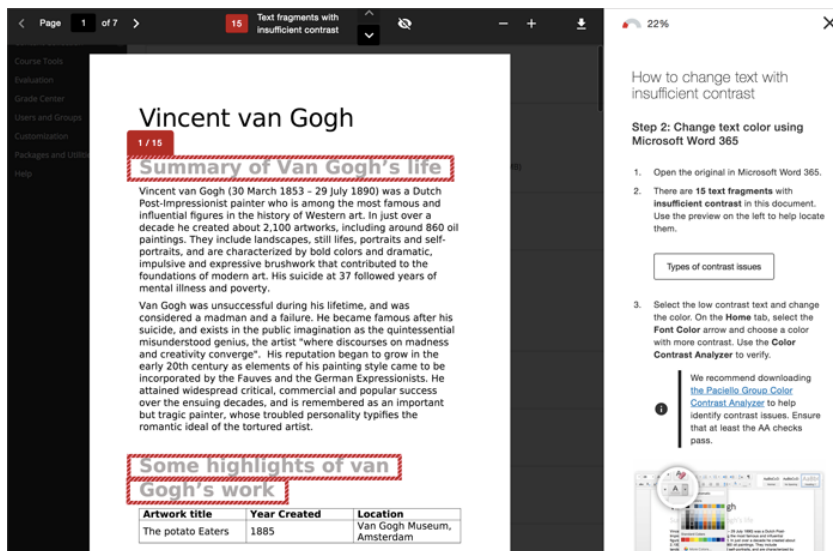 Page 1 of 7
15 Text fragments with
insufficient contrast
22%
Course Tools
Evaluation
Grade Center
Users and Groups
Customization
Packages and
Help
Vincent van Gogh
1 / 15
Summary of Van Gogh's life
Vincent van Gogh (30 March 1853 – 29 July 1890) was a Dutch
Post-Impressionist painter who is among the most famous and
influential figures in the history of Western art. In just over a
decade he created about 2,100 artworks, including around 860 oil
paintings. They include landscapes, still lifes, portraits and self-
portraits, and are characterized by bold colors and dramatic,
impulsive and expressive brushwork that contributed to the
foundations of modern art. His suicide at 37 followed years of
mental illness and poverty.
Van Gogh was unsuccessful during his lifetime, and was
considered a madman and a failure. He became famous after his
suicide, and exists in the public imagination as the quintessential
misunderstood genius, the artist "where discourses on madness
and creativity converge".  His reputation began to grow in the
early 20th century as elements of his painting style came to be
incorporated by the Fauves and the German Expressionists. He
attained widespread critical, commercial and popular success
over the ensuing decades, and is remembered as an important
but tragic painter, whose troubled personality typifies the
romantic ideal of the tortured artist.
Some highlights of van
Gogh's work
Artwork title Year Created Location
The potato Eaters 1885 Van Gogh Museum,
Amsterdam
How to change text with
insufficient contrast
Step 2: Change text color using
Microsoft Word 365
1. Open the original in Microsoft Word 365.
2. There are 15 text fragments with
insufficient contrast in this document.
Use the preview on the left to help locate
them.
Types of contrast issues
3. Select the low contrast text and change
the color. On the Home tab, select the
Font Color arrow and choose a color
with more contrast. Use the Color
Contrast Analyzer to verify.
We recommend downloading
the Paciello Group Color
Contrast Analyzer to help
identify contrast issues. Ensure
that at least the AA checks
pass.